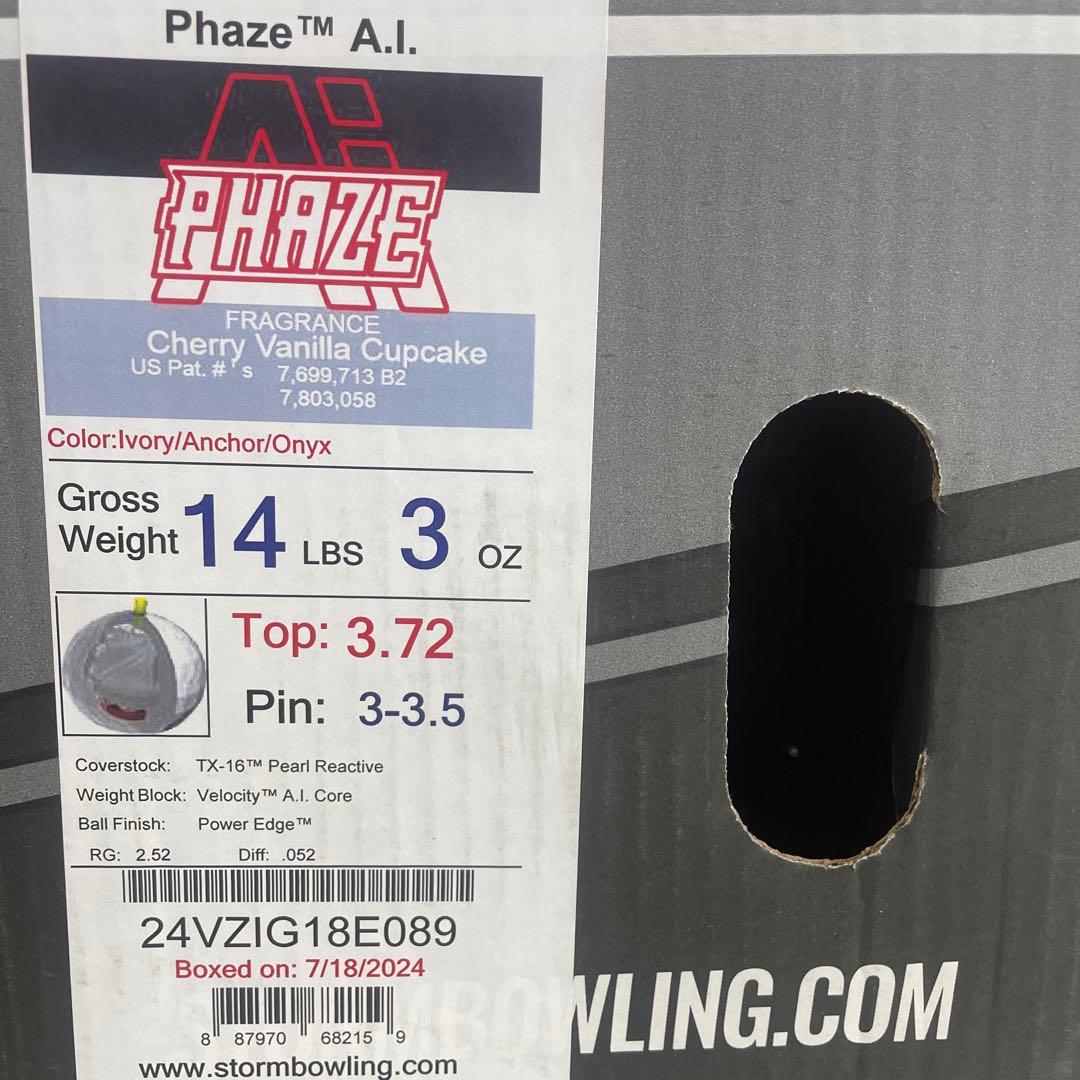 Phaze™ A.I.
AI
PHAZE
FRAGRANCE
Cherry Vanilla Cupcake
US Pat. #'s 7,699,713 B2
7,803,058
Color:Ivory/Anchor/Onyx
Gross Weight 14 LBS 3 OZ
Top: 3.72
Pin: 3-3.5
Coverstock: TX-16™ Pearl Reactive
Weight Block: Velocity™ A.I. Core
Ball Finish: Power Edge™
RG: 2.52 Diff: .052
24VZIG18E089
Boxed on: 7/18/2024
8 87970 68215 9
www.stormbowling.com
MBOWLING.COM